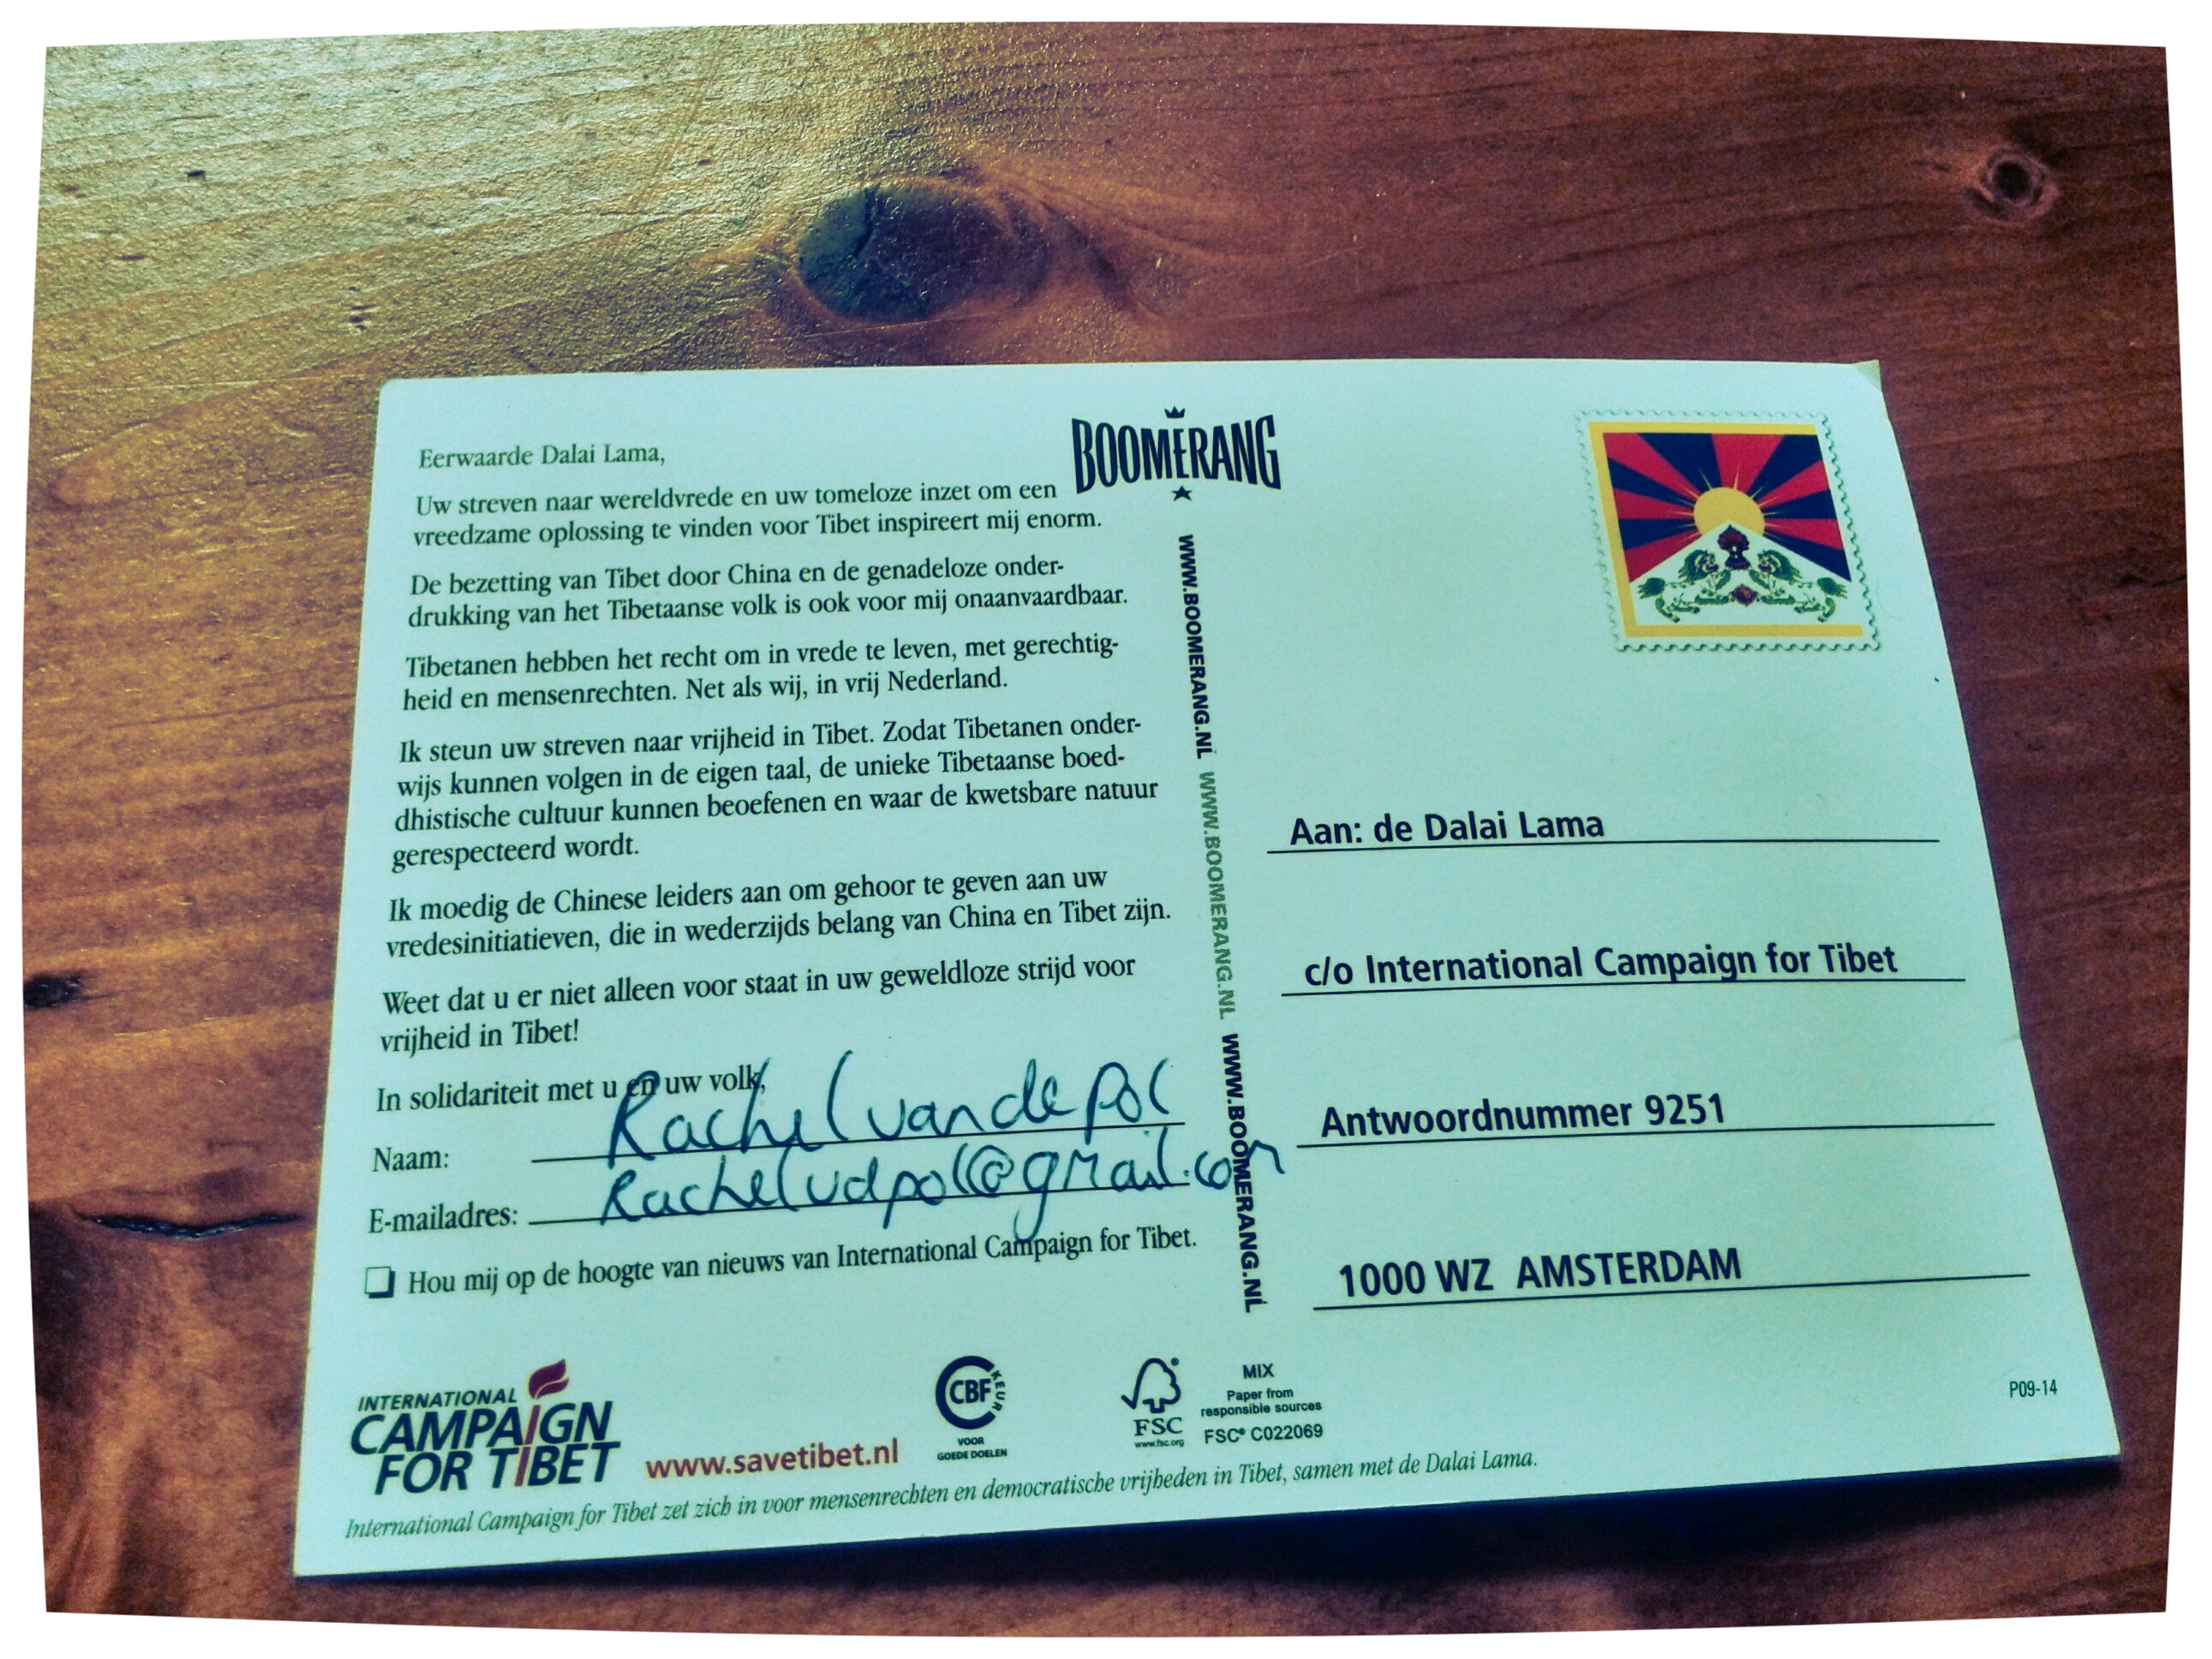 Eerwaarde Dalai Lama,
Uw streven naar wereldvrede en uw tomeloze inzet om een
vreedzame oplossing te vinden voor Tibet inspireert mij enorm.
De bezetting van Tibet door China en de genadeloze onder-
drukking van het Tibetaanse volk is ook voor mij onaanvaardbaar.
Tibetanen hebben het recht om in vrede te leven, met gerechtig-
heid en mensenrechten. Net als wij, in vrij Nederland.
Ik steun uw streven naar vrijheid in Tibet. Zodat Tibetanen onder-
wijs kunnen volgen in de eigen taal, de unieke Tibetaanse boed-
dhistische cultuur kunnen beoefenen en waar de kwetsbare natuur
gerespecteerd wordt.
Ik moedig de Chinese leiders aan om gehoor te geven aan uw
vredesinitiatieven, die in wederzijds belang van China en Tibet zijn.
Weet dat u er niet alleen voor staat in uw geweldloze strijd voor
vrijheid in Tibet!
In solidariteit met u en uw volk,
Naam: Rachel van de Pol
E-mailadres: Rachelvdpol@gmail.com
Hou mij op de hoogte van nieuws van International Campaign for Tibet.
BOOMERANG
WWW.BOOMERANG.NL WWW.BOOMERANG.NL WWW.BOOMERANG.NL
Aan: de Dalai Lama
c/o International Campaign for Tibet
Antwoordnummer 9251
1000 WZ AMSTERDAM
INTERNATIONAL
CAMPAIGN
FOR TIBET
www.savetibet.nl
CBF
KEUR
VOOR
GOEDE DOELEN
FSC
www.fsc.org
MIX
Paper from
responsible sources
FSC® C022069
P09-14
International Campaign for Tibet zet zich in voor mensenrechten en democratische vrijheden in Tibet, samen met de Dalai Lama.